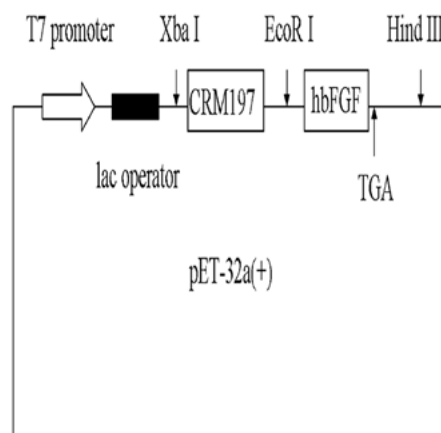 T7 promoter
Xba I
EcoR I
Hind III
CRM197
hbFGF
lac operator
TGA
pET-32a(+)